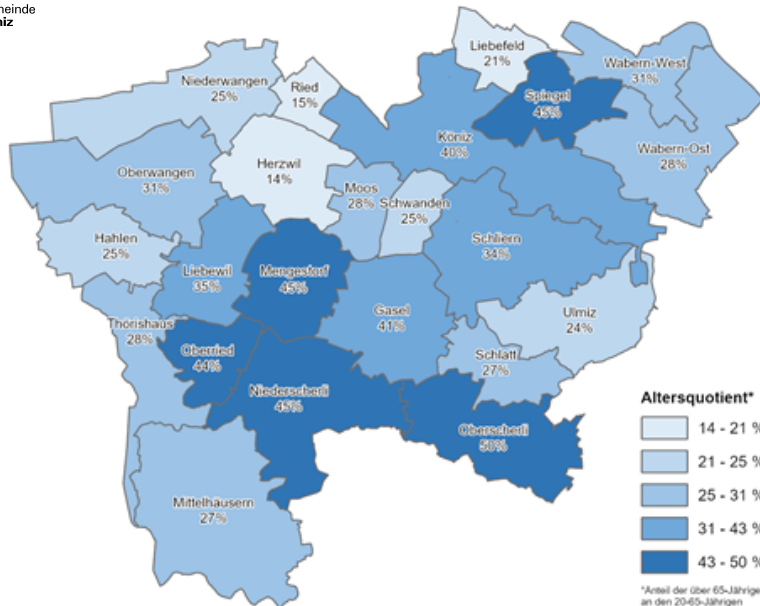 einde
niz
Liebefeld
21%
Wabern-West
31%
Niederwangen
25%
Ried
15%
Spiegel
45%
Köniz
40%
Wabern-Ost
28%
Herzwil
14%
Oberwangen
31%
Moos
28%
Schwanden
25%
Hahlen
25%
Schliern
34%
Liebewil
35%
Mengestorf
45%
Gasel
41%
Ulmiz
24%
Thörishaus
28%
Oberried
44%
Schlatt
27%
Niederscherli
45%
Oberscherli
50%
Mittelhäusern
27%
Altersquotient*
14 - 21 %
21 - 25 %
25 - 31 %
31 - 43 %
43 - 50 %
*Anteil der über 65-Jährige
an den 20-65-Jährigen